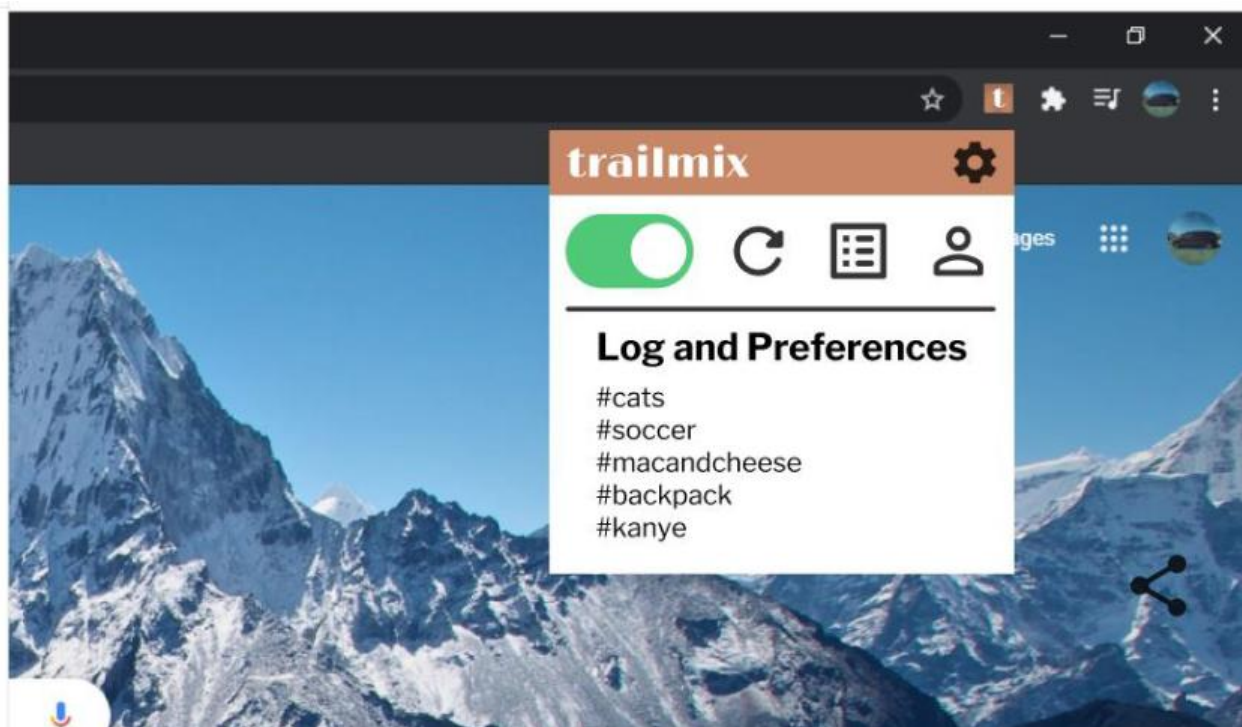 t
trailmix
ages
Log and Preferences
#cats
#soccer
#macandcheese
#backpack
#kanye